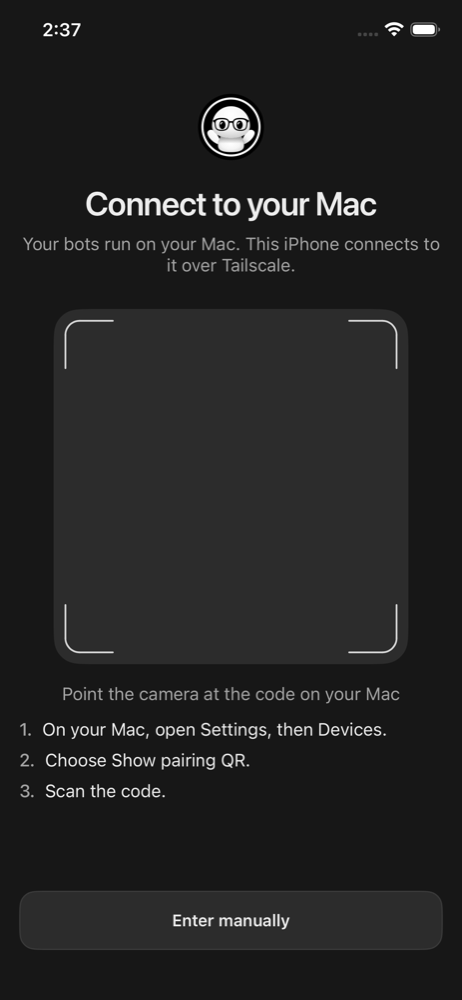 2:37
Connect to your Mac
Your bots run on your Mac. This iPhone connects to
it over Tailscale.
Point the camera at the code on your Mac
1. On your Mac, open Settings, then Devices.
2. Choose Show pairing QR.
3. Scan the code.
Enter manually